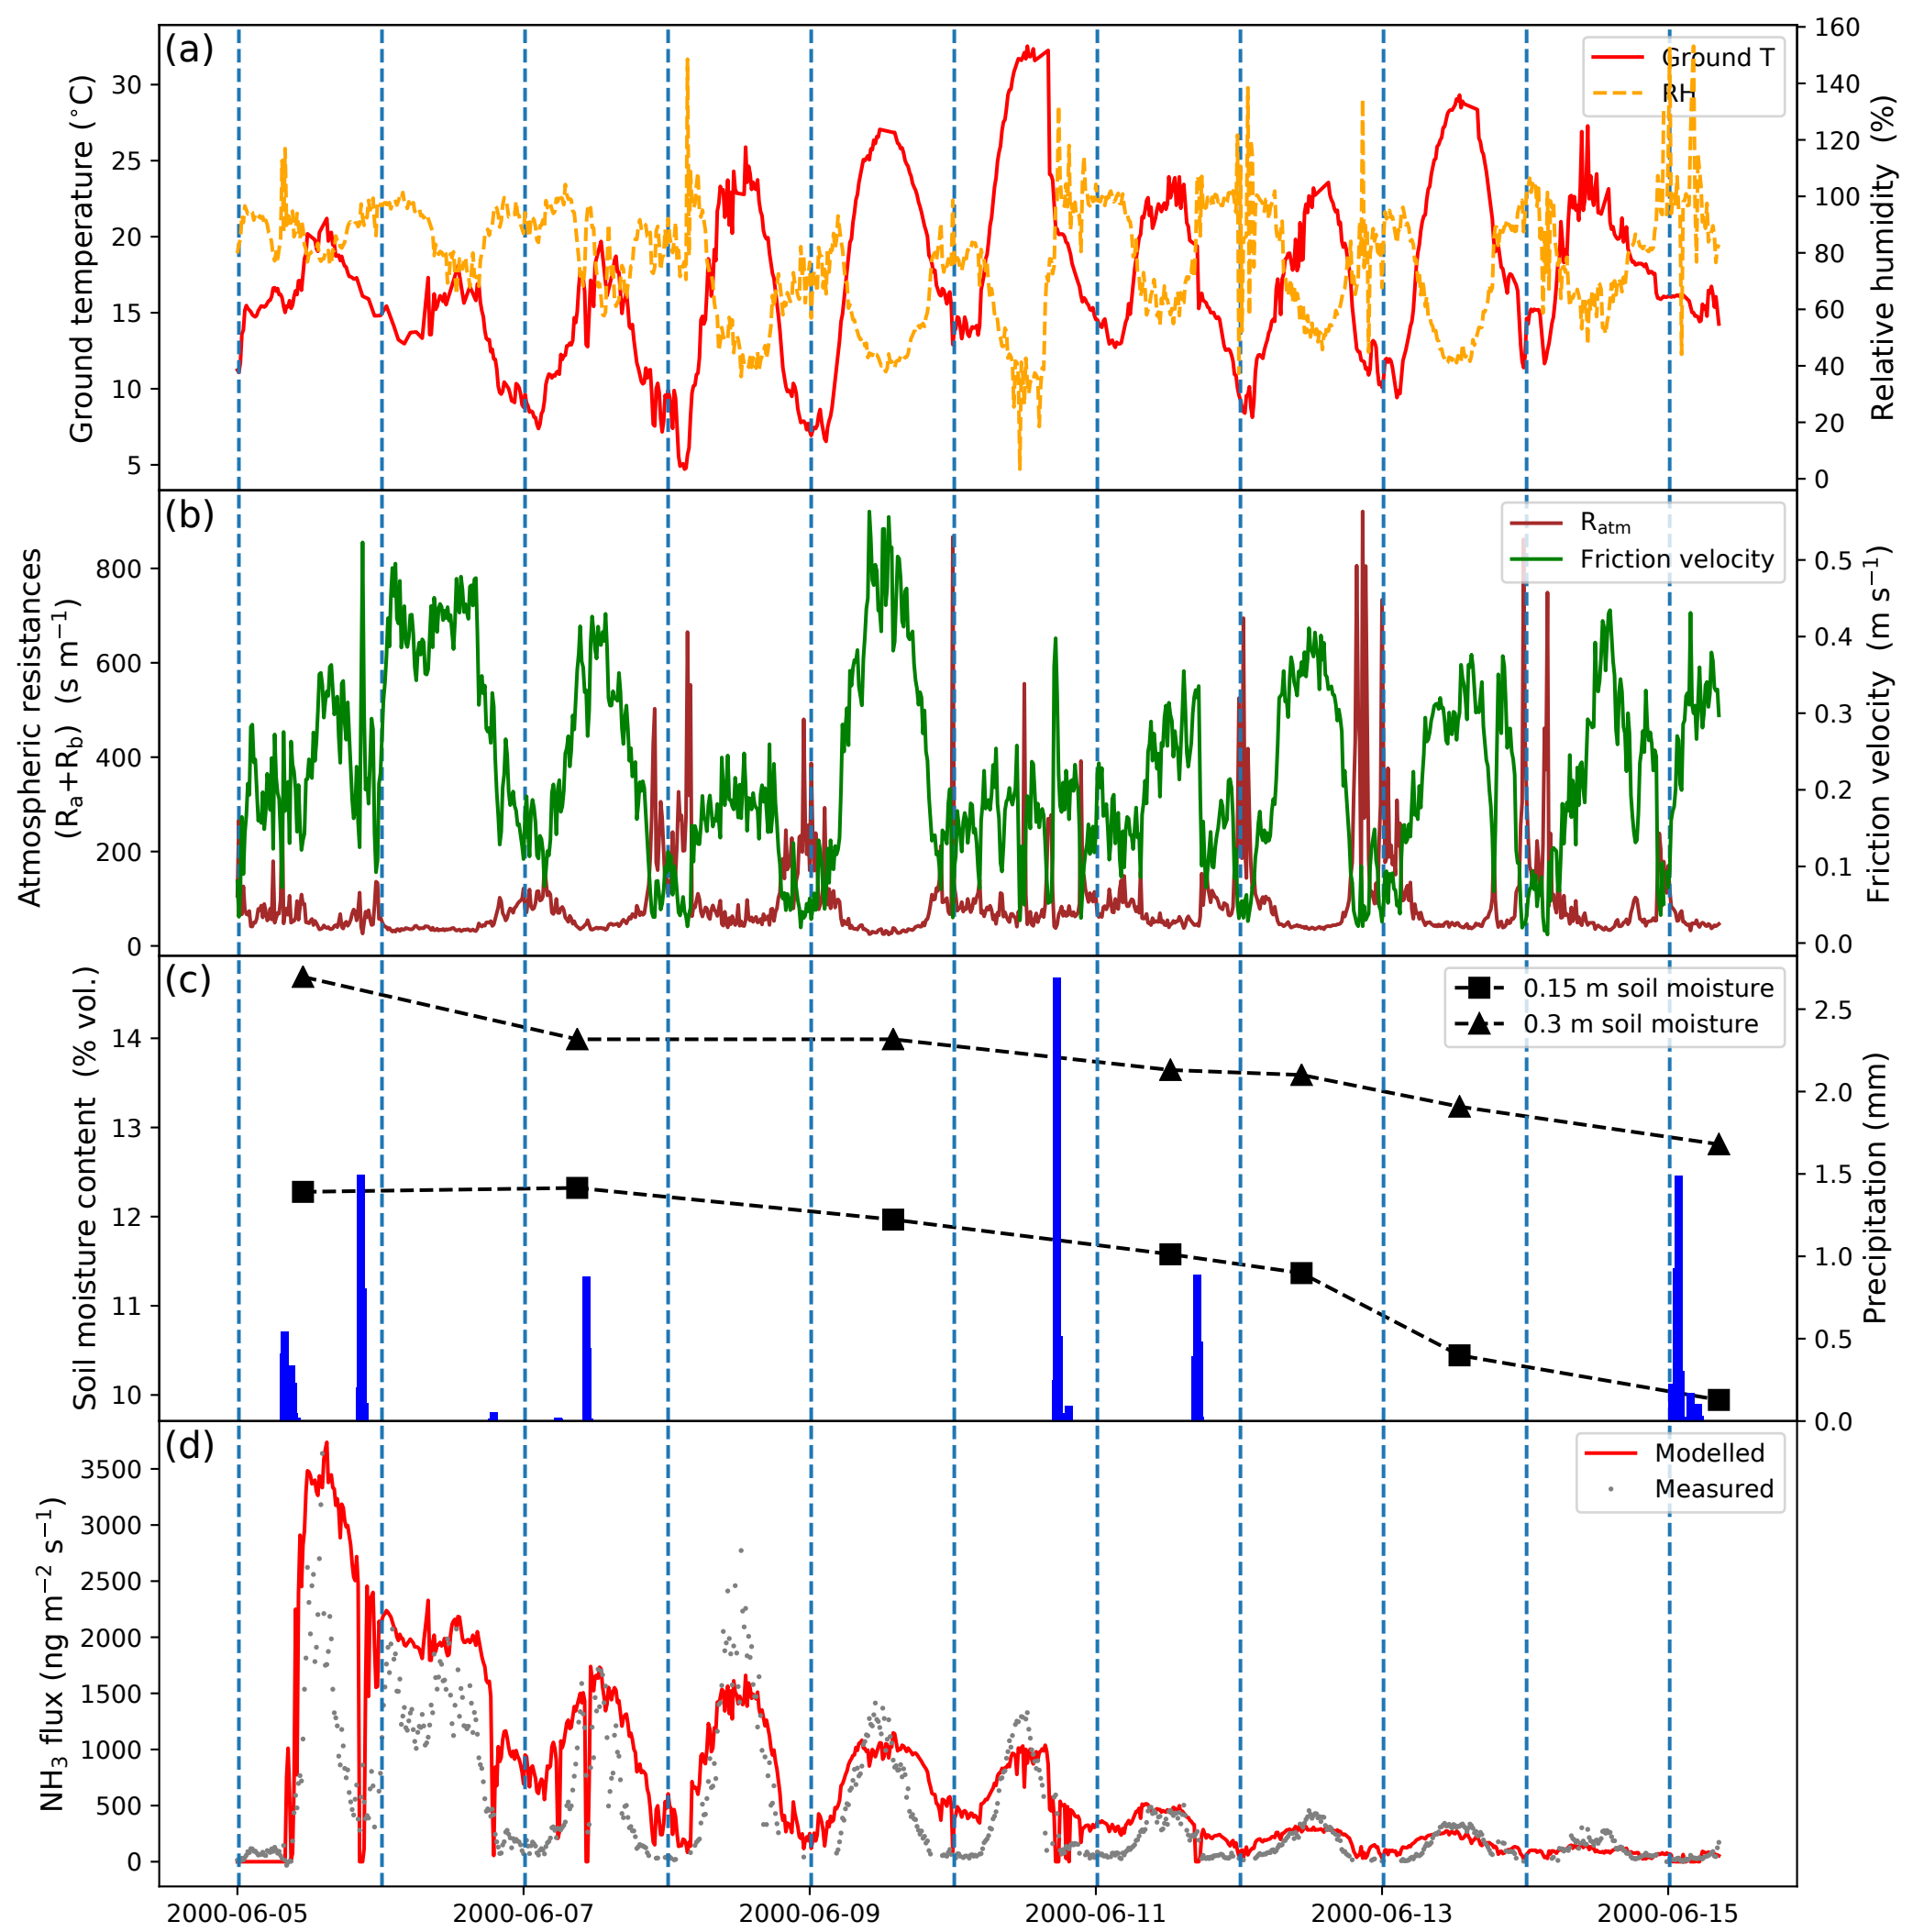 (a)
Ground temperature (°C)
30
25
20
15
10
5
Ground T
RH
160
140
120
100
80
60
40
20
0
Relative humidity (%)
(b)
Atmospheric resistances
(Ra+Rb) (s m−1)
800
600
400
200
0
Ratm
Friction velocity
0.5
0.4
0.3
0.2
0.1
0.0
Friction velocity (m s−1)
(c)
Soil moisture content (% vol.)
14
13
12
11
10
0.15 m soil moisture
0.3 m soil moisture
2.5
2.0
1.5
1.0
0.5
0.0
Precipitation (mm)
(d)
NH3 flux (ng m−2 s−1)
3500
3000
2500
2000
1500
1000
500
0
Modelled
Measured
2000-06-05 2000-06-07 2000-06-09 2000-06-11 2000-06-13 2000-06-15